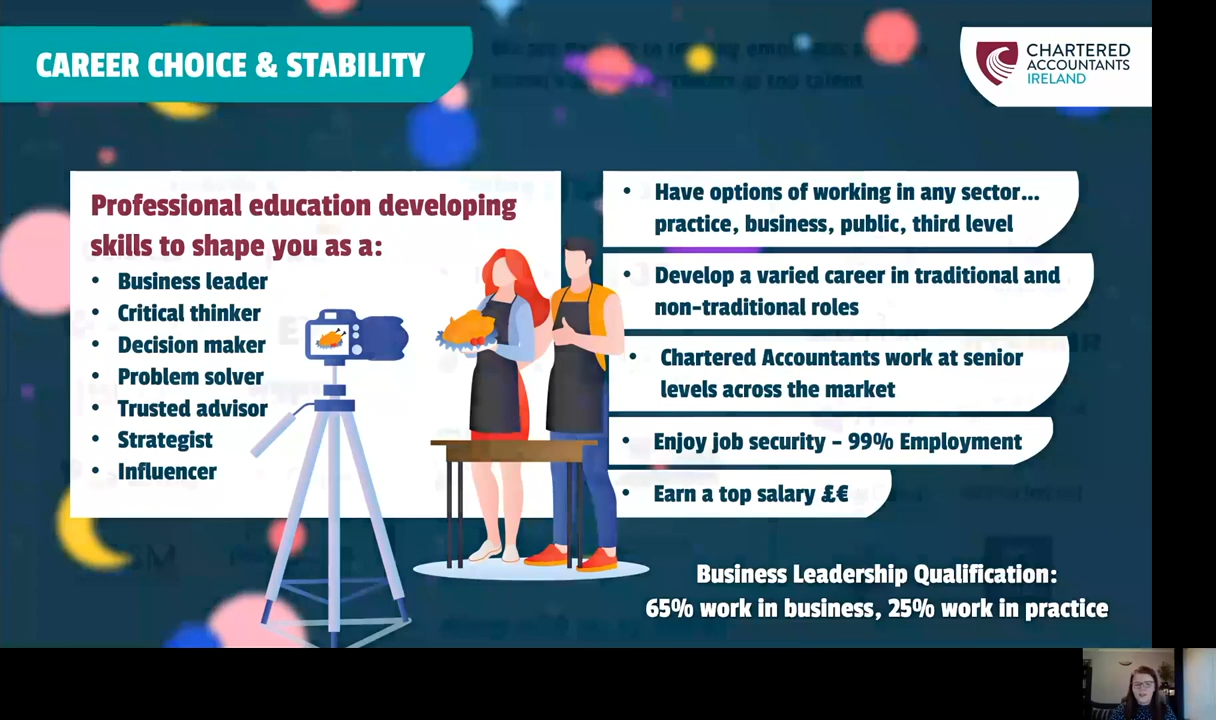 CAREER CHOICE & STABILITY
CHARTERED
ACCOUNTANTS
IRELAND
Professional education developing
skills to shape you as a:
• Business leader
• Critical thinker
• Decision maker
• Problem solver
• Trusted advisor
• Strategist
• Influencer
• Have options of working in any sector...
practice, business, public, third level
• Develop a varied career in traditional and
non-traditional roles
• Chartered Accountants work at senior
levels across the market
• Enjoy job security – 99% Employment
• Earn a top salary £€
Business Leadership Qualification:
65% work in business, 25% work in practice